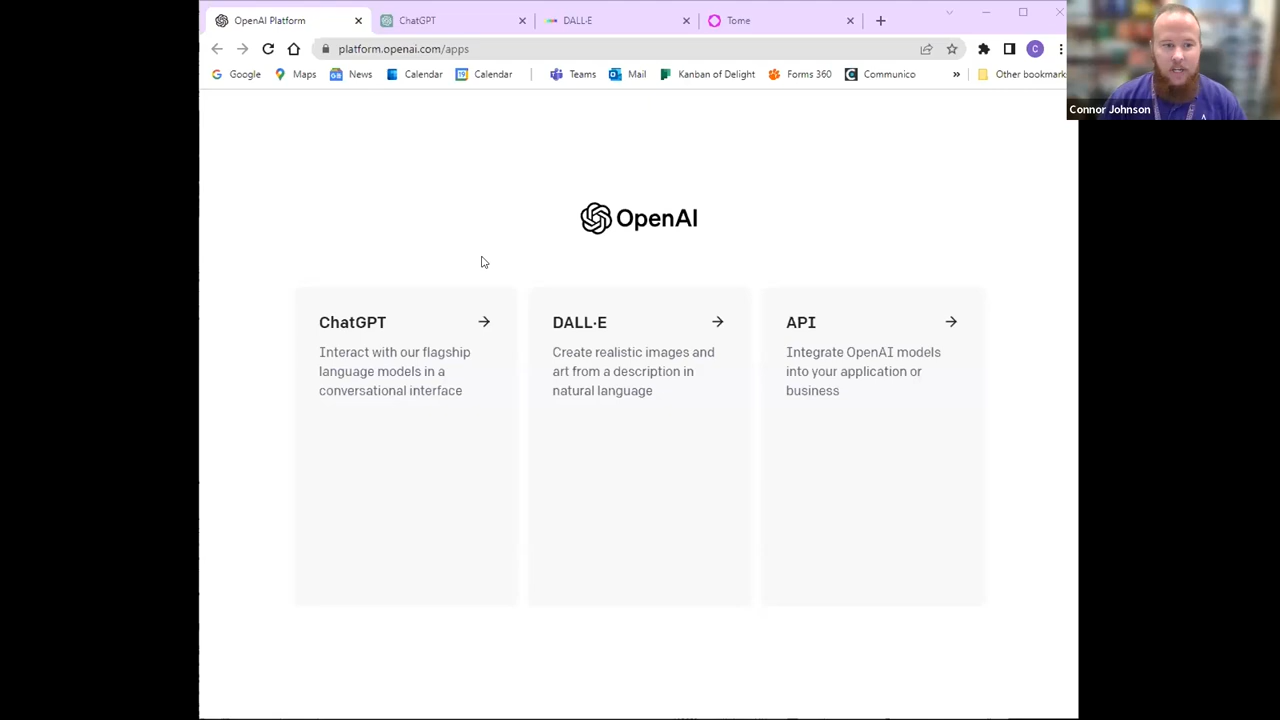 OpenAI Platform
ChatGPT
DALL·E
Tome
platform.openai.com/apps
C
Google
Maps
News
Calendar
Calendar
Teams
Mail
Kanban of Delight
Forms 360
Communico
»
Other bookmark
Connor Johnson
OpenAI
ChatGPT
Interact with our flagship
language models in a
conversational interface
DALL·E
Create realistic images and
art from a description in
natural language
API
Integrate OpenAI models
into your application or
business